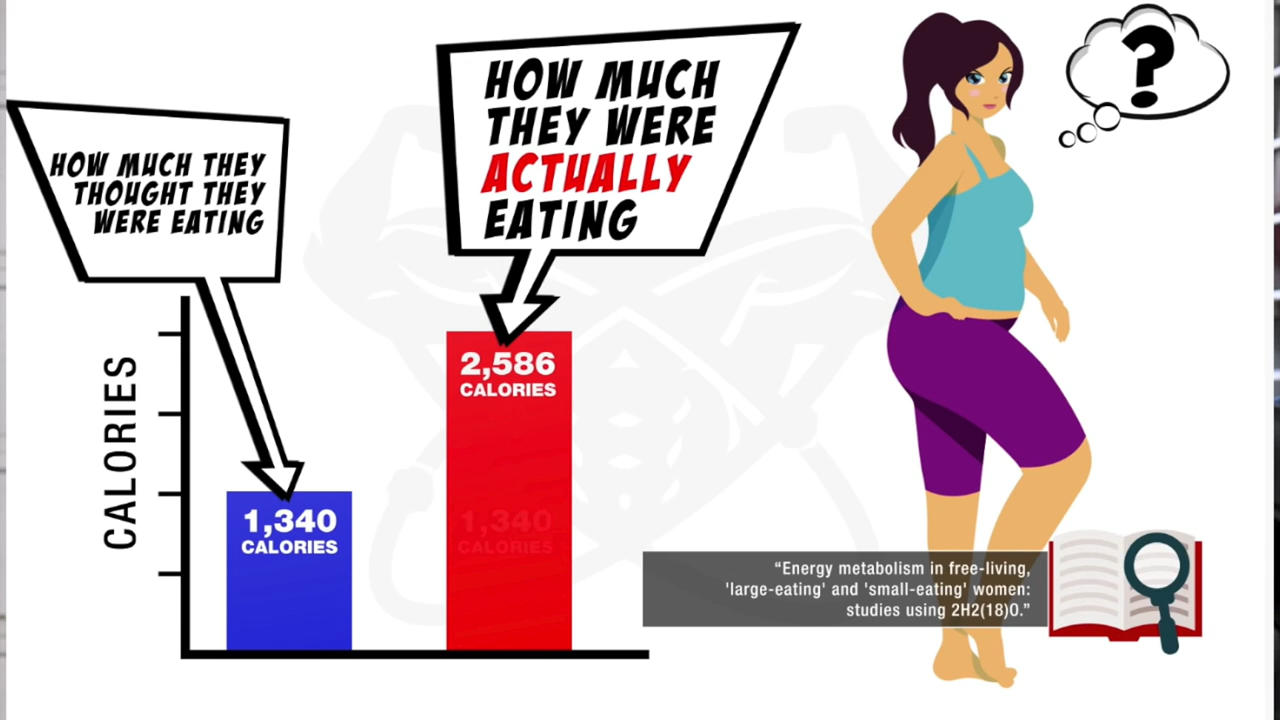 HOW MUCH THEY
THOUGHT THEY
WERE EATING
HOW MUCH
THEY WERE
ACTUALLY
EATING
?
CALORIES
2,586
CALORIES
1,340
CALORIES
1,340
CALORIES
“Energy metabolism in free-living,
'large-eating' and 'small-eating' women:
studies using 2H2(18)0.”